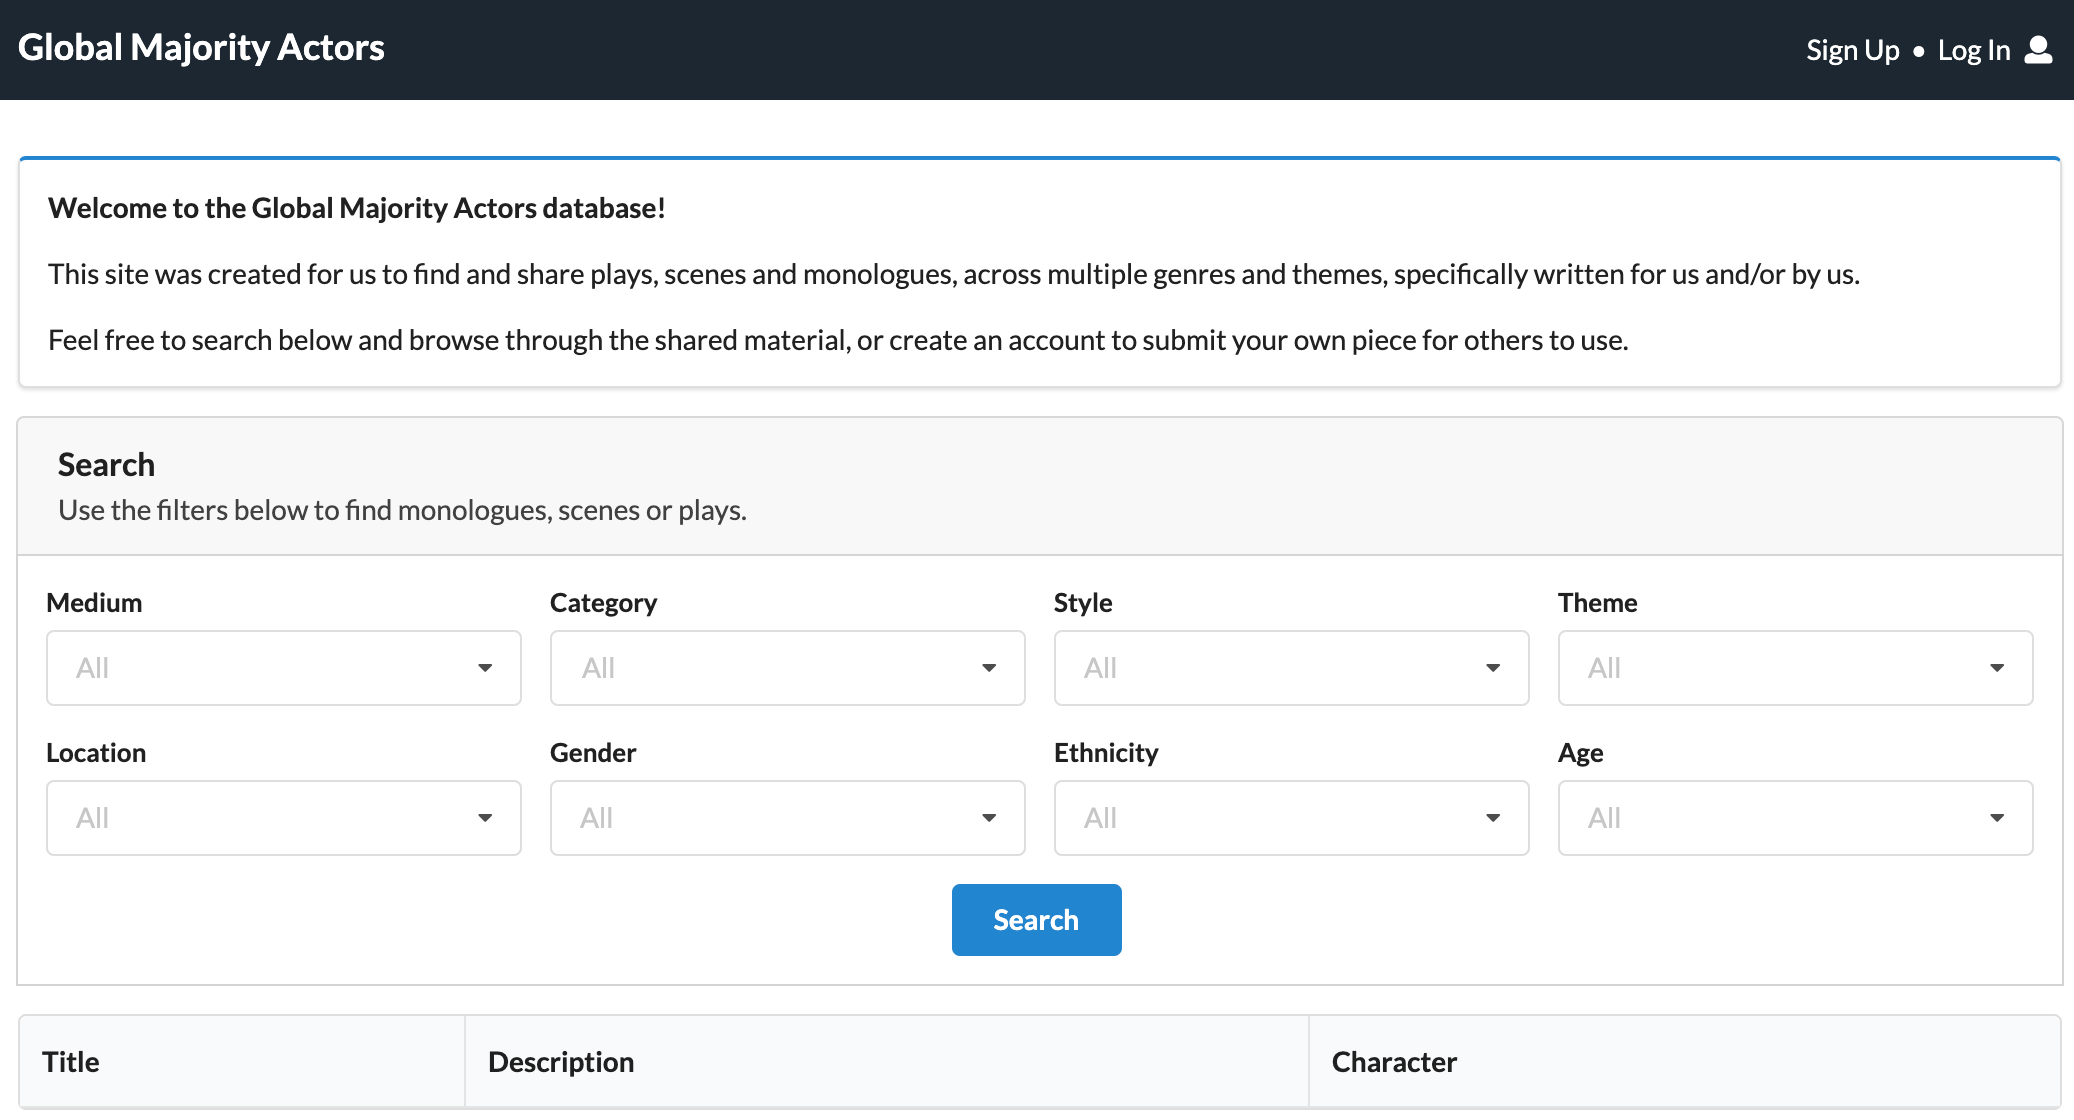 Global Majority Actors
Sign Up • Log In
Welcome to the Global Majority Actors database!
This site was created for us to find and share plays, scenes and monologues, across multiple genres and themes, specifically written for us and/or by us.
Feel free to search below and browse through the shared material, or create an account to submit your own piece for others to use.
Search
Use the filters below to find monologues, scenes or plays.
Medium Category Style Theme
All All All All
Location Gender Ethnicity Age
All All All All
Search
Title Description Character